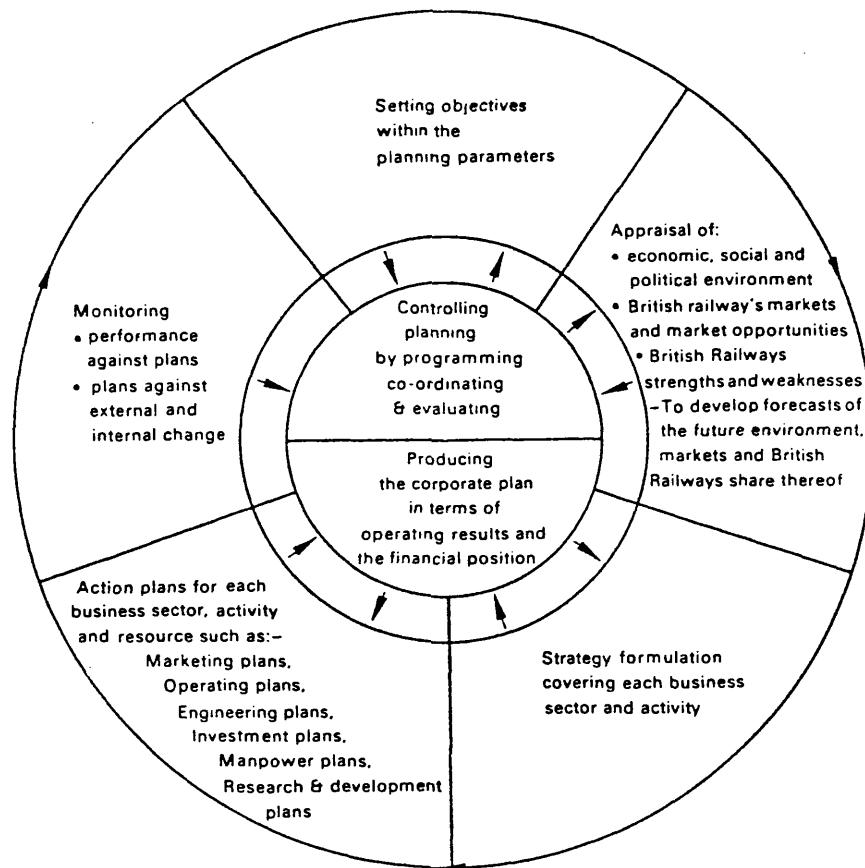 Setting objectives
within the
planning parameters
Appraisal of:
• economic, social and
political environment
• British railway's markets
and market opportunities
• British Railways
strengths and weaknesses
– To develop forecasts of
the future environment,
markets and British
Railways share thereof
Strategy formulation
covering each business
sector and activity
Action plans for each
business sector, activity
and resource such as:–
Marketing plans,
Operating plans,
Engineering plans,
Investment plans,
Manpower plans,
Research & development
plans
Monitoring
• performance
against plans
• plans against
external and
internal change
Controlling
planning
by programming
co-ordinating
& evaluating
Producing
the corporate plan
in terms of
operating results and
the financial position